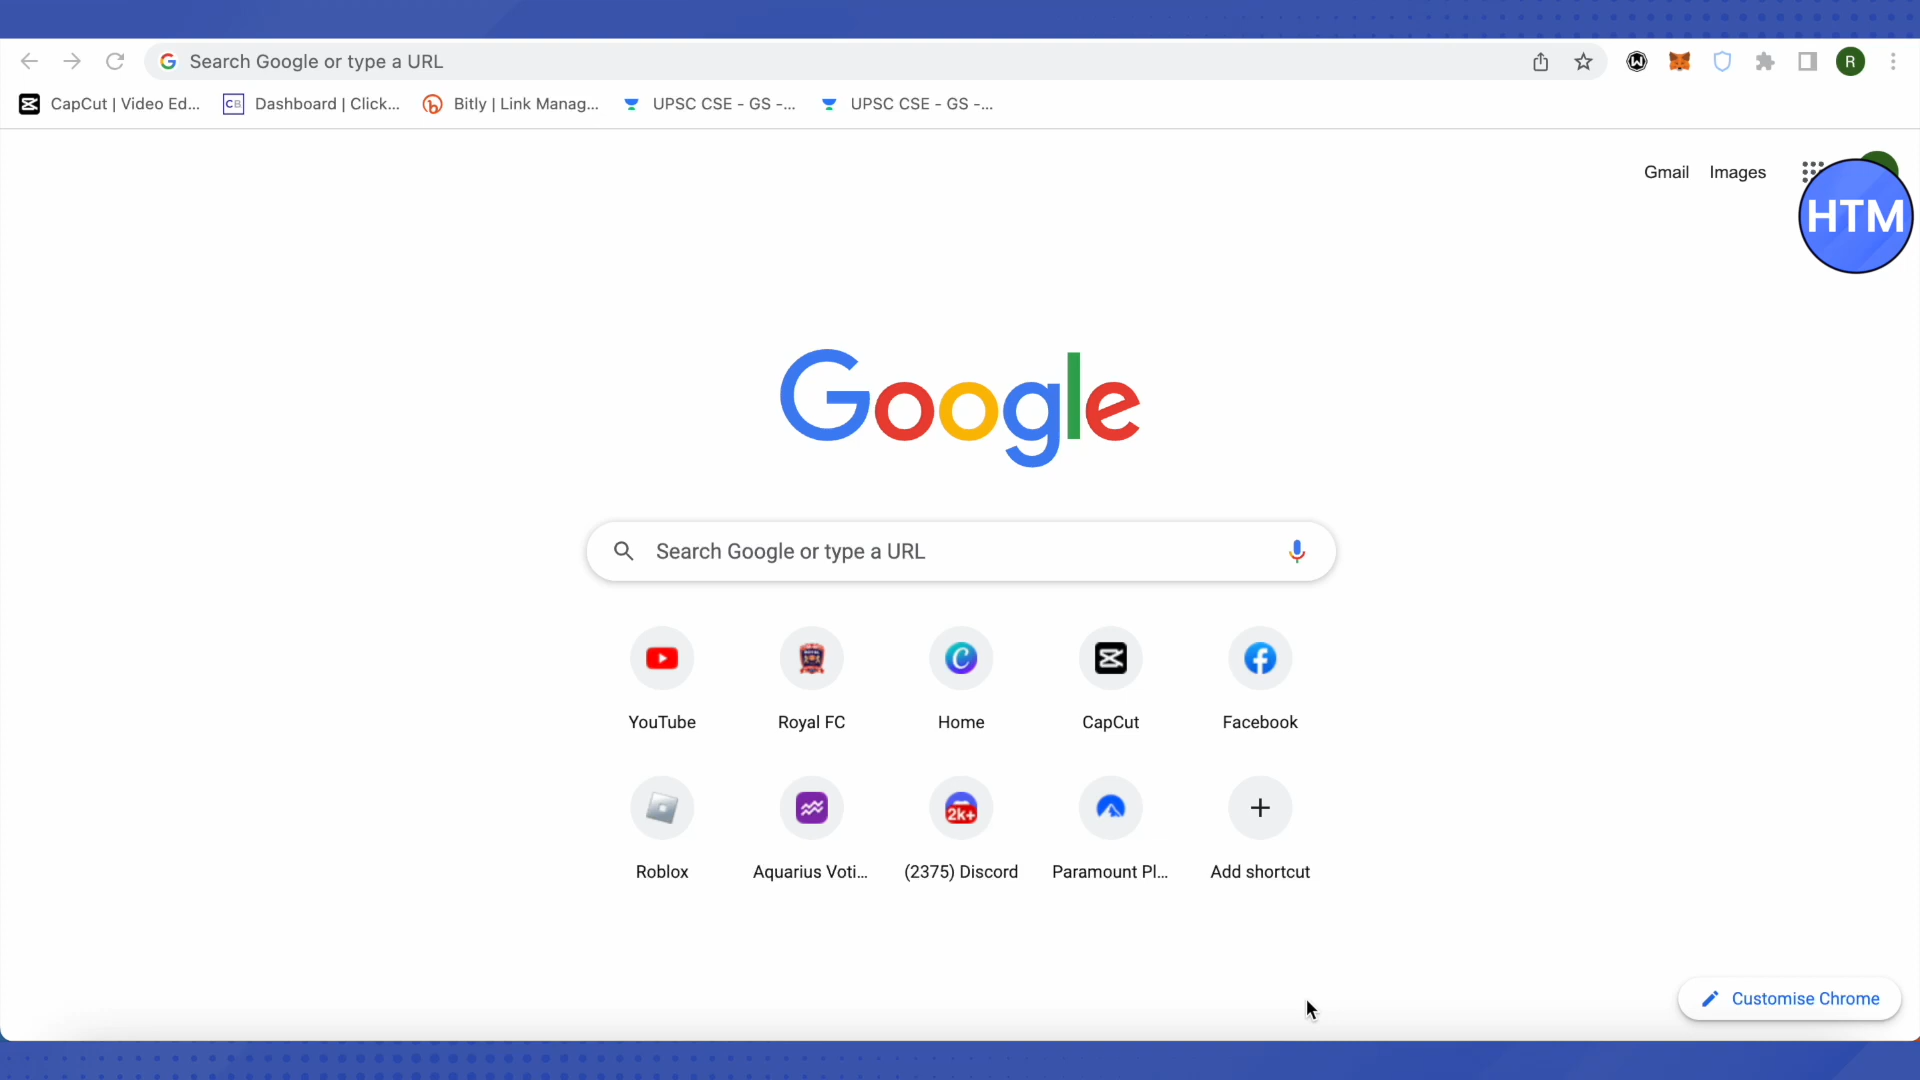 Search Google or type a URL
R
CapCut | Video Ed...
CB
Dashboard | Click...
Bitly | Link Manag...
UPSC CSE - GS -...
UPSC CSE - GS -...
Gmail
Images
HTM
Google
Search Google or type a URL
YouTube
Royal FC
Home
CapCut
Facebook
2k+
Roblox
Aquarius Voti...
(2375) Discord
Paramount Pl...
Add shortcut
Customise Chrome